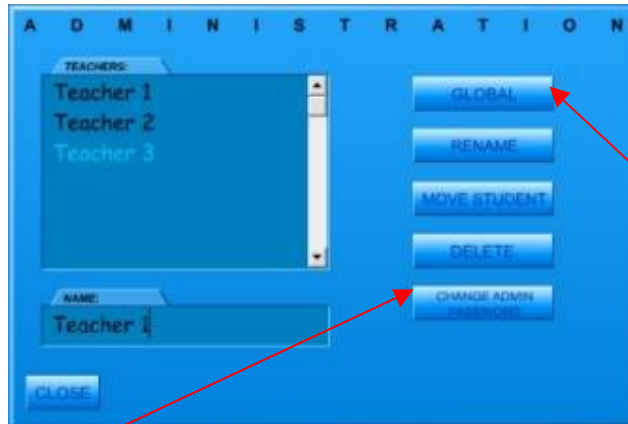 ADMINISTRATION
TEACHERS:
Teacher 1
Teacher 2
Teacher 3
GLOBAL
RENAME
MOVE STUDENT
DELETE
CHANGE ADMIN
PASSWORD
NAME:
Teacher 1
CLOSE